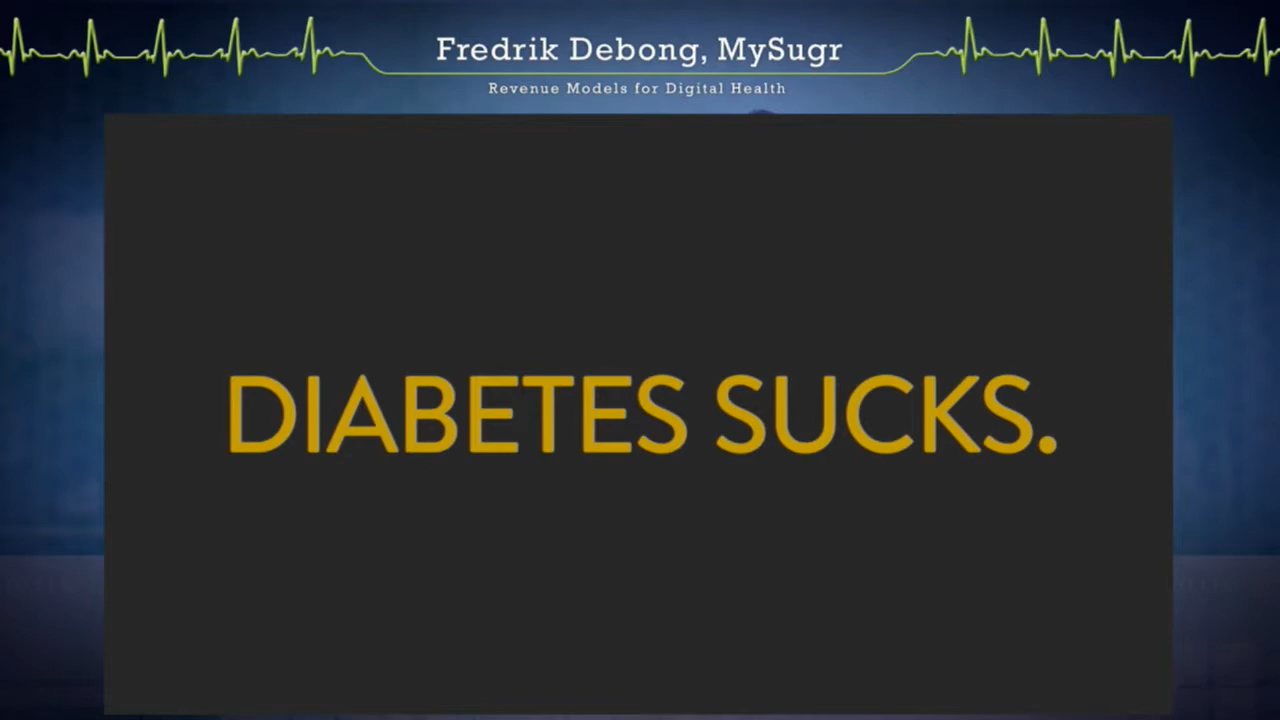 Fredrik Debong, MySugr
Revenue Models for Digital Health
DIABETES SUCKS.